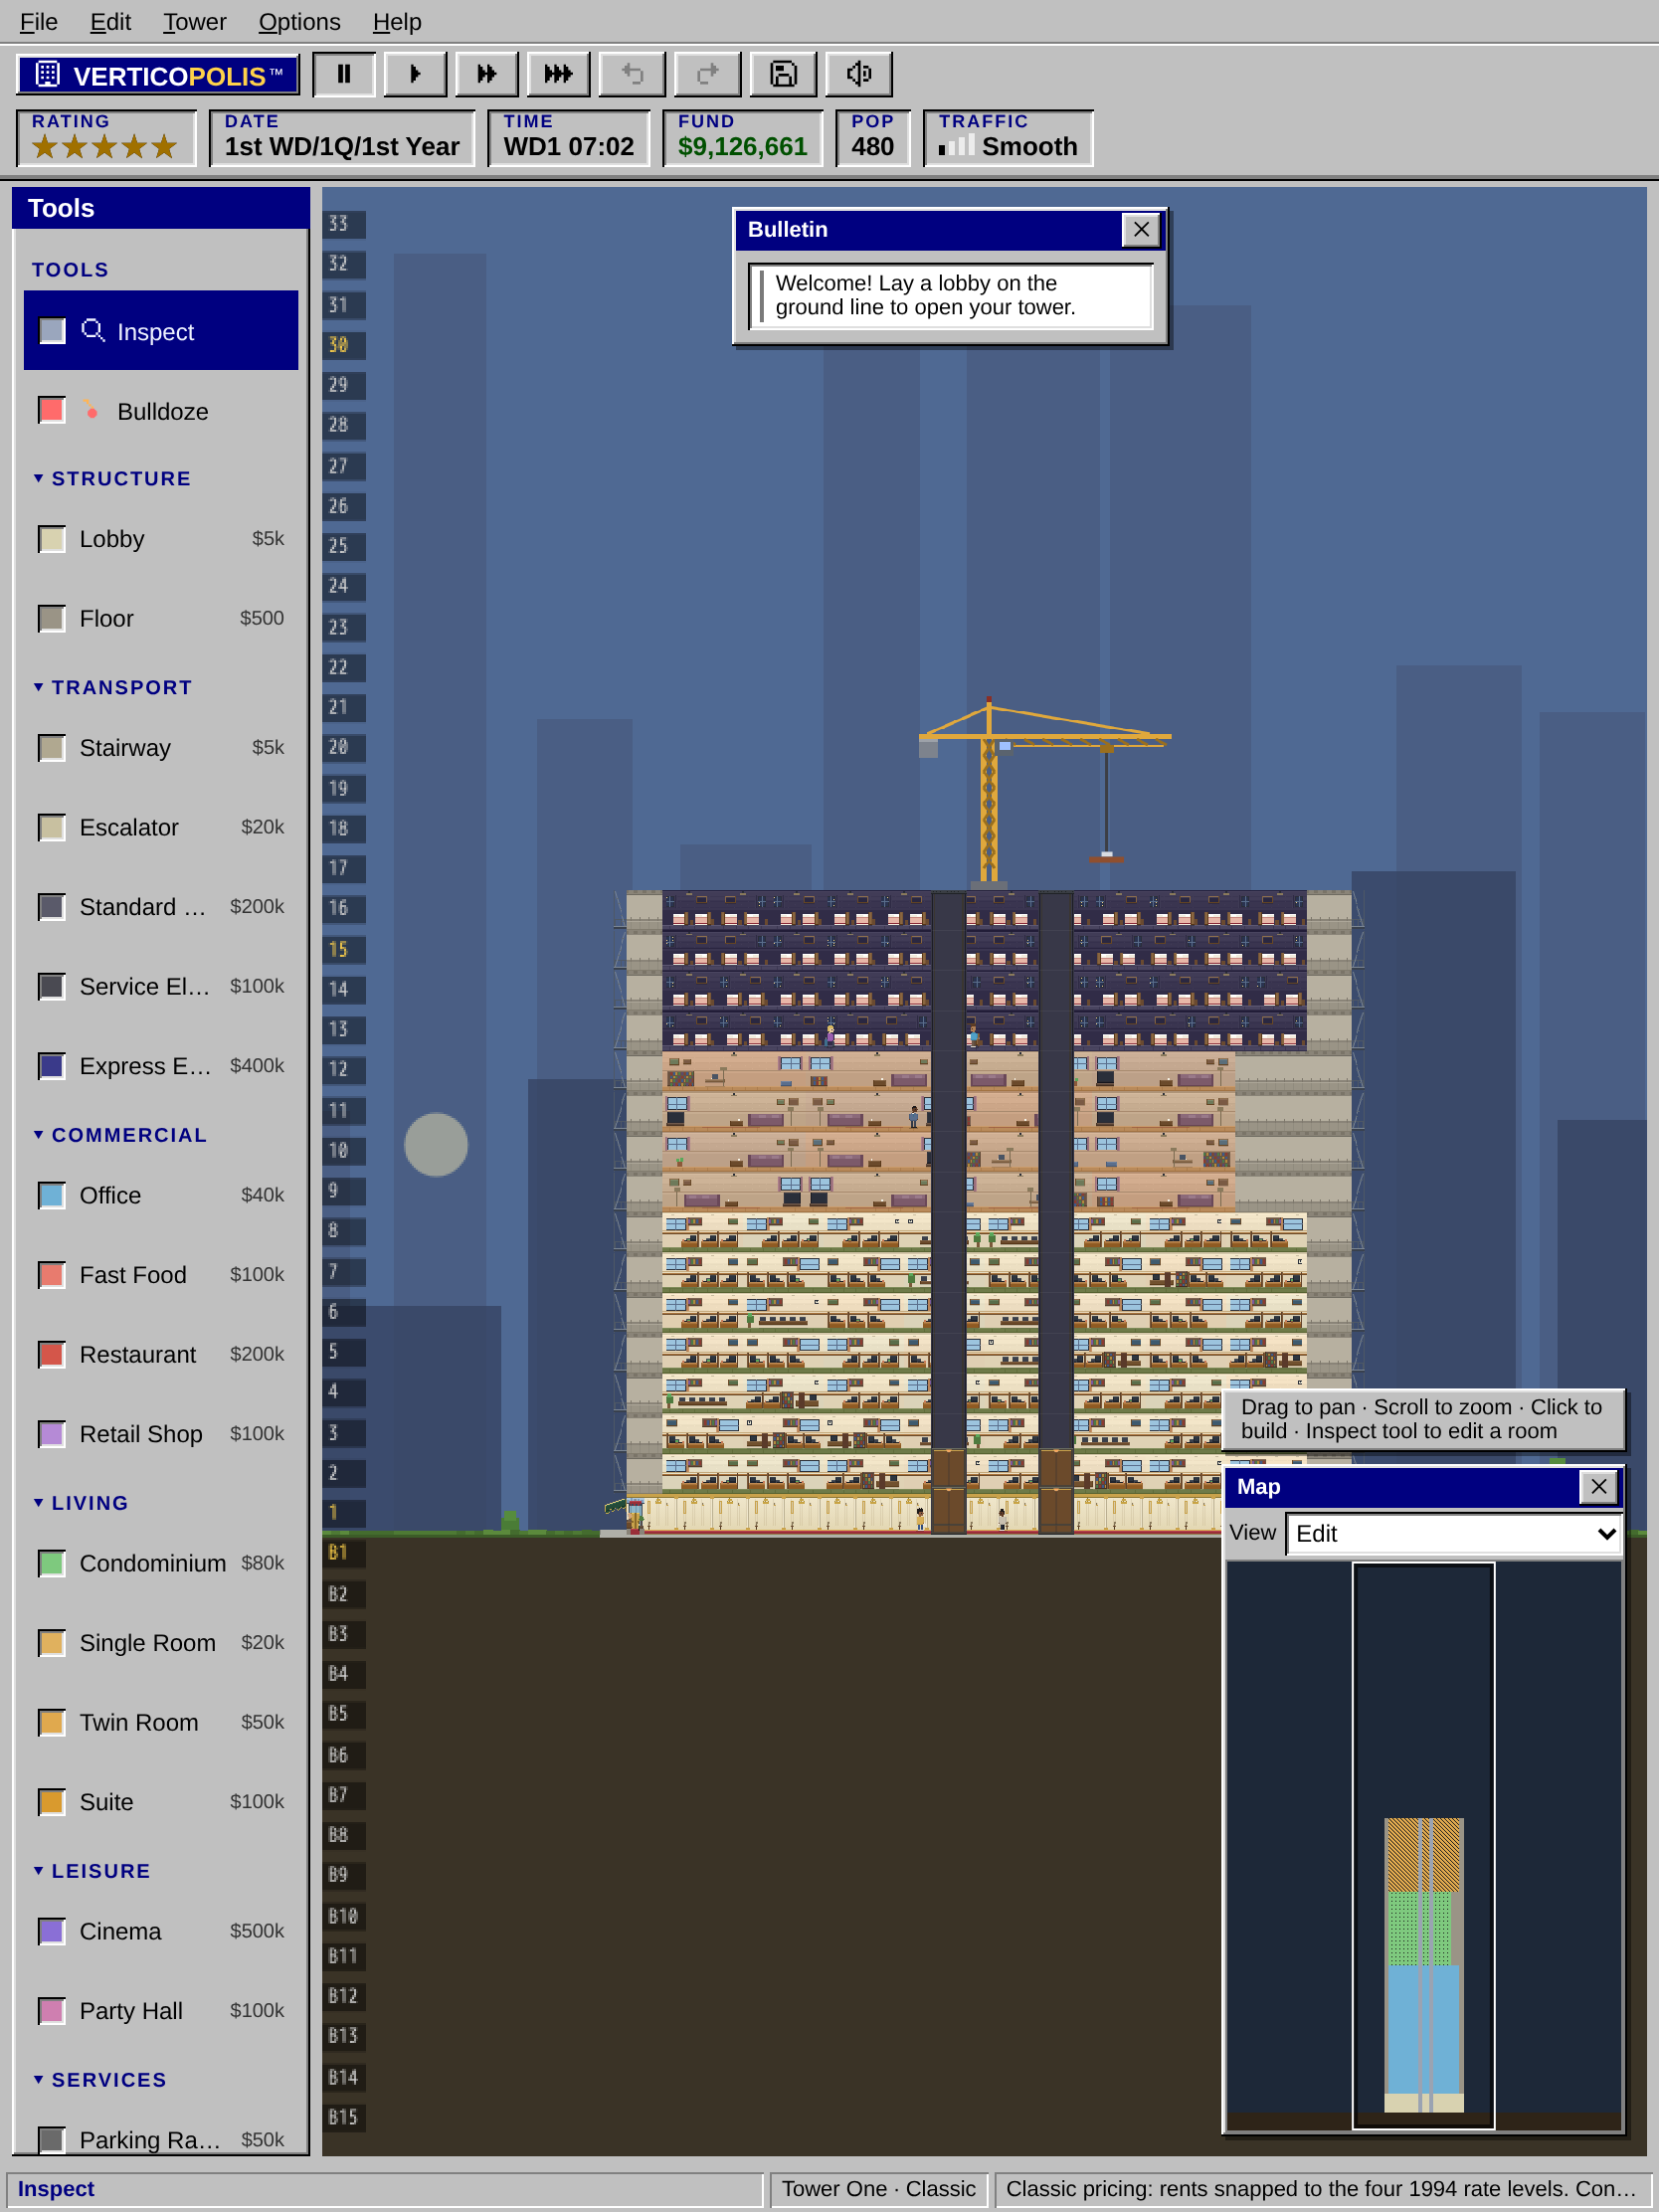 File Edit Tower Options Help
VERTICOPOLIS™
RATING DATE TIME FUND POP TRAFFIC
1st WD/1Q/1st Year WD1 07:02 $9,126,661 480 Smooth
Tools
TOOLS
Inspect
Bulldoze
STRUCTURE
Lobby $5k
Floor $500
TRANSPORT
Stairway $5k
Escalator $20k
Standard … $200k
Service El… $100k
Express E… $400k
COMMERCIAL
Office $40k
Fast Food $100k
Restaurant $200k
Retail Shop $100k
LIVING
Condominium $80k
Single Room $20k
Twin Room $50k
Suite $100k
LEISURE
Cinema $500k
Party Hall $100k
SERVICES
Parking Ra… $50k
33
32
31
30
29
28
27
26
25
24
23
22
21
20
19
18
17
16
15
14
13
12
11
10
9
8
7
6
5
4
3
2
1
B1
B2
B3
B4
B5
B6
B7
B8
B9
B10
B11
B12
B13
B14
B15
Bulletin
Welcome! Lay a lobby on the
ground line to open your tower.
Drag to pan · Scroll to zoom · Click to
build · Inspect tool to edit a room
Map
View Edit
Inspect
Tower One · Classic
Classic pricing: rents snapped to the four 1994 rate levels. Con…